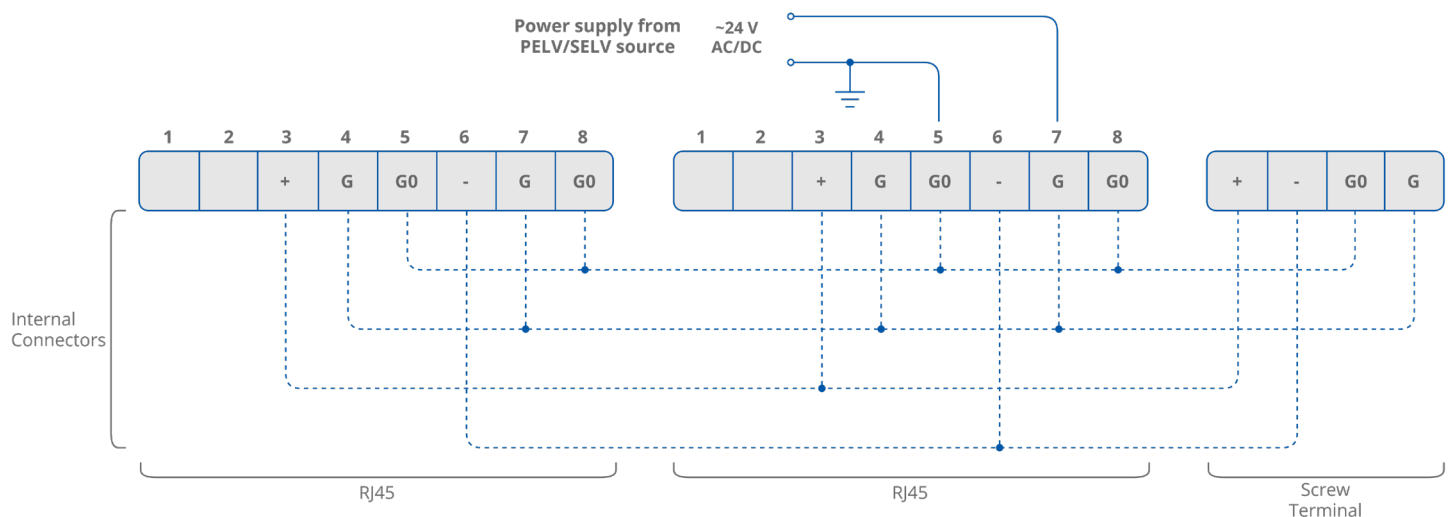 Power supply from ~24 V
PELV/SELV source AC/DC
1 2 3 4 5 6 7 8 1 2 3 4 5 6 7 8
+ G G0 - G G0 + G G0 - G G0 + - G0 G
Internal
Connectors
RJ45 RJ45 Screw
Terminal